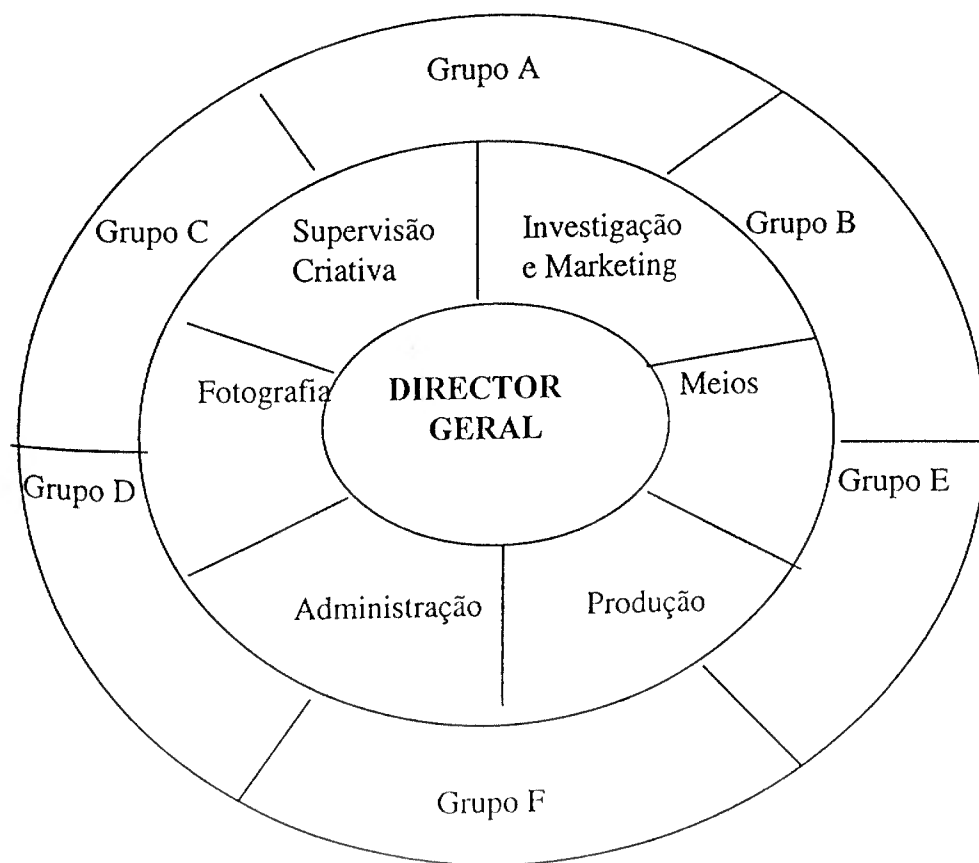 Grupo A
Grupo C
Supervisão
Criativa
Investigação
e Marketing
Grupo B
Fotografia
DIRECTOR
GERAL
Meios
Grupo D
Grupo E
Administração
Produção
Grupo F